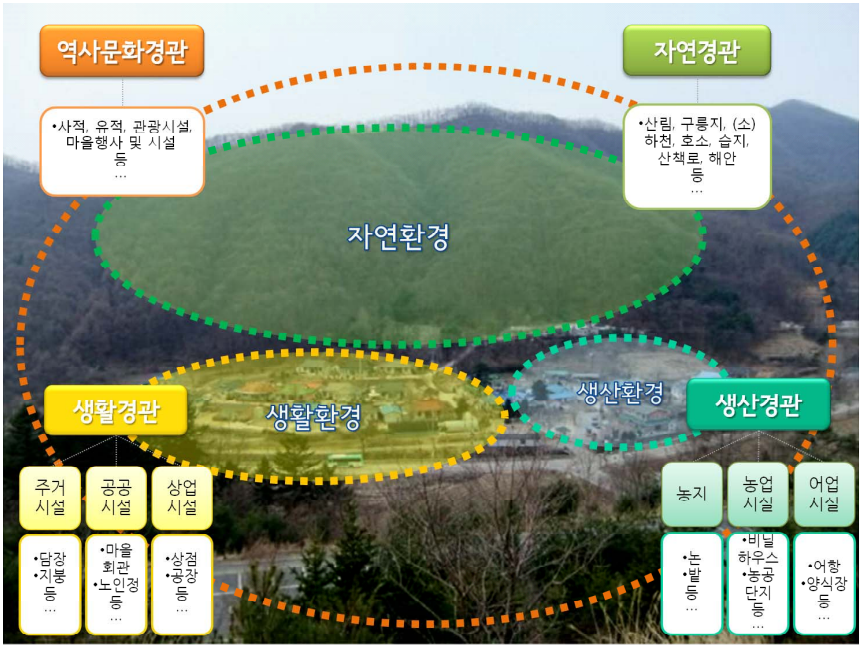 역사문화경관
•사적, 유적, 관광시설,
마을행사 및 시설
등
…
자연경관
•산림, 구릉지, (소)
하천, 호소, 습지,
산책로, 해안
등
…
자연환경
생활환경
생산환경
생활경관
주거
시설
•담장
•지붕
등
…
공공
시설
•마을
회관
•노인정
등
…
상업
시설
•상점
•공장
등
…
생산경관
농지
•논
•밭
등
…
농업
시실
•비닐
하우스
•농공
단지
등
…
어업
시실
•어항
•양식장
등
…